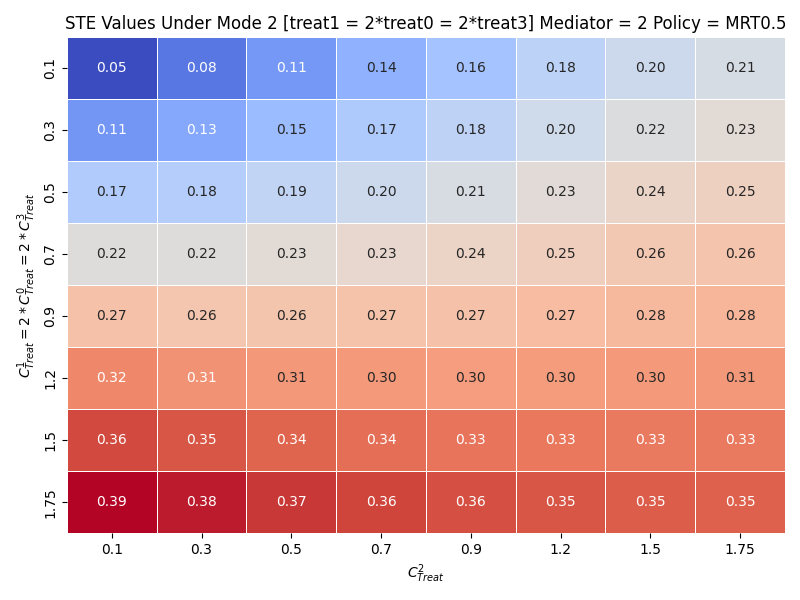 STE Values Under Mode 2 [treat1 = 2*treat0 = 2*treat3] Mediator = 2 Policy = MRT0.5
0.1 0.05 0.08 0.11 0.14 0.16 0.18 0.20 0.21
0.3 0.11 0.13 0.15 0.17 0.18 0.20 0.22 0.23
0.5 0.17 0.18 0.19 0.20 0.21 0.23 0.24 0.25
0.7 0.22 0.22 0.23 0.23 0.24 0.25 0.26 0.26
0.9 0.27 0.26 0.26 0.27 0.27 0.27 0.28 0.28
1.2 0.32 0.31 0.31 0.30 0.30 0.30 0.30 0.31
1.5 0.36 0.35 0.34 0.34 0.33 0.33 0.33 0.33
1.75 0.39 0.38 0.37 0.36 0.36 0.35 0.35 0.35
0.1 0.3 0.5 0.7 0.9 1.2 1.5 1.75
$C^{2}_{Treat}$
$C^{1}_{Treat} = 2 * C^{0}_{Treat} = 2 * C^{3}_{Treat}$